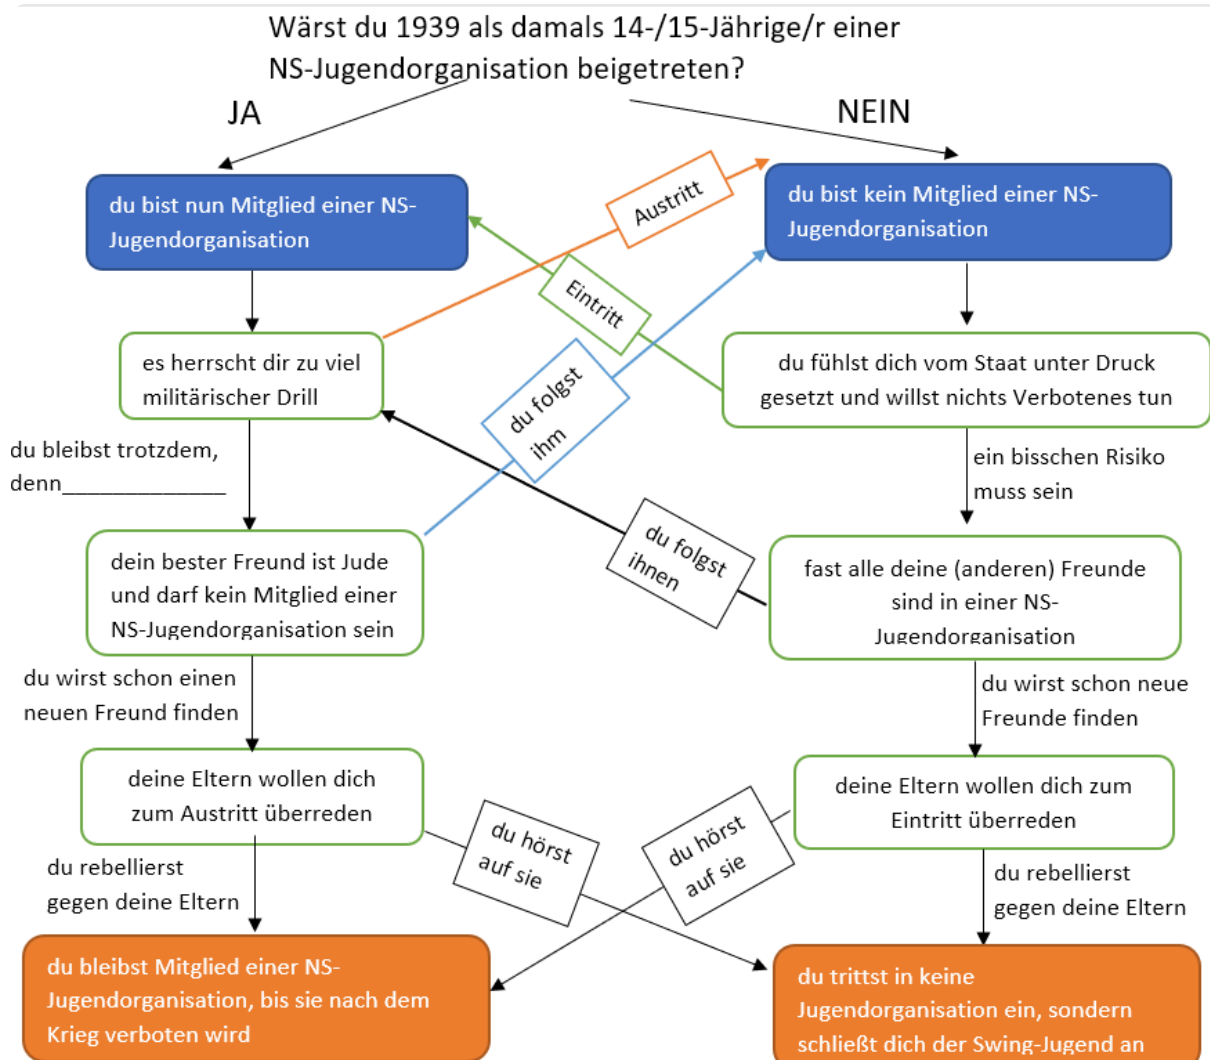 Wärst du 1939 als damals 14-/15-Jährige/r einer
NS-Jugendorganisation beigetreten?
JA
NEIN
du bist nun Mitglied einer NS-
Jugendorganisation
Austritt
du bist kein Mitglied einer NS-
Jugendorganisation
Eintritt
es herrscht dir zu viel
militärischer Drill
du folgst
ihm
du fühlst dich vom Staat unter Druck
gesetzt und willst nichts Verbotenes tun
du bleibst trotzdem,
denn_____________
ein bisschen Risiko
muss sein
dein bester Freund ist Jude
und darf kein Mitglied einer
NS-Jugendorganisation sein
du folgst
ihnen
fast alle deine (anderen) Freunde
sind in einer NS-
Jugendorganisation
du wirst schon einen
neuen Freund finden
du wirst schon neue
Freunde finden
deine Eltern wollen dich
zum Austritt überreden
du hörst
auf sie
du hörst
auf sie
deine Eltern wollen dich zum
Eintritt überreden
du rebellierst
gegen deine Eltern
du rebellierst
gegen deine Eltern
du bleibst Mitglied einer NS-
Jugendorganisation, bis sie nach dem
Krieg verboten wird
du trittst in keine
Jugendorganisation ein, sondern
schließt dich der Swing-Jugend an